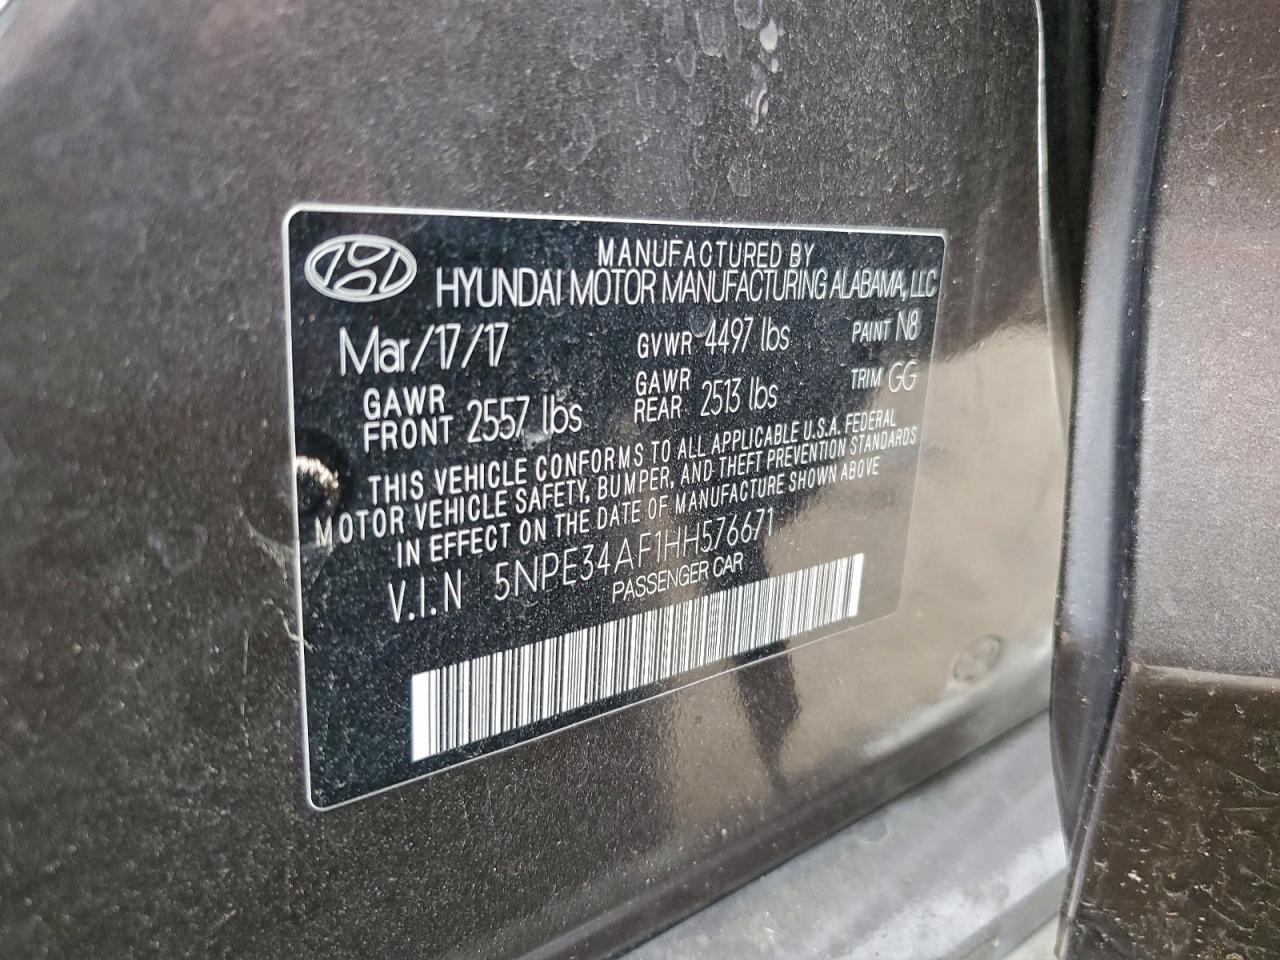 MANUFACTURED BY
HYUNDAI MOTOR MANUFACTURING ALABAMA, LLC
Mar/17/17 GVWR 4497 lbs PAINT N8
GAWR FRONT 2557 lbs GAWR REAR 2513 lbs TRIM GG
THIS VEHICLE CONFORMS TO ALL APPLICABLE U.S.A. FEDERAL
MOTOR VEHICLE SAFETY, BUMPER, AND THEFT PREVENTION STANDARDS
IN EFFECT ON THE DATE OF MANUFACTURE SHOWN ABOVE
V.I.N 5NPE34AF1HH576671
PASSENGER CAR